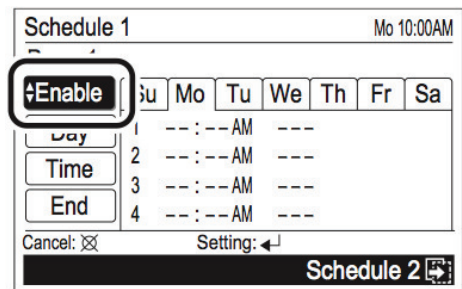 Schedule 1 Mo 10:00AM
Enable Su Mo Tu We Th Fr Sa
Day 1 --:--AM ---
Time 2 --:--AM ---
3 --:--AM ---
End 4 --:--AM ---
Cancel: Setting:
Schedule 2